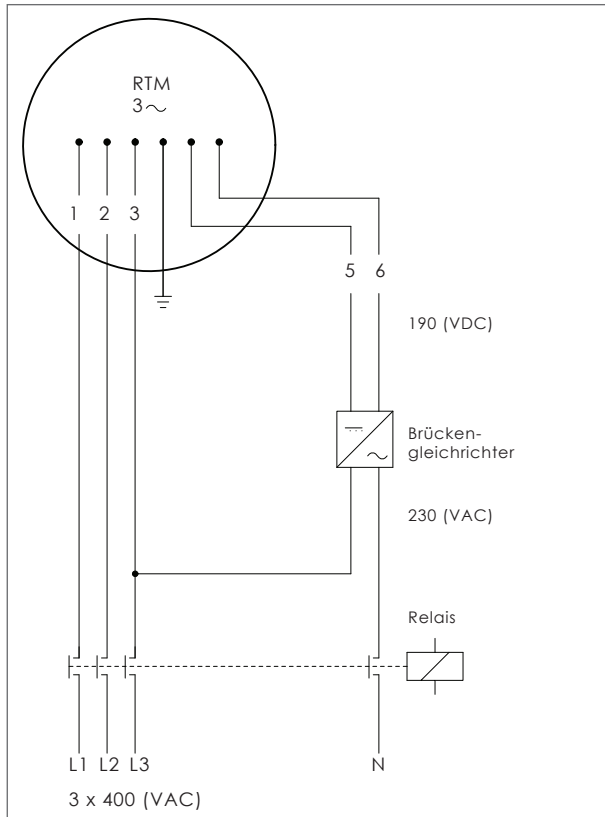 RTM
3~
1 2 3
5 6
190 (VDC)
Brücken-
gleichrichter
230 (VAC)
Relais
L1 L2 L3 N
3 x 400 (VAC)